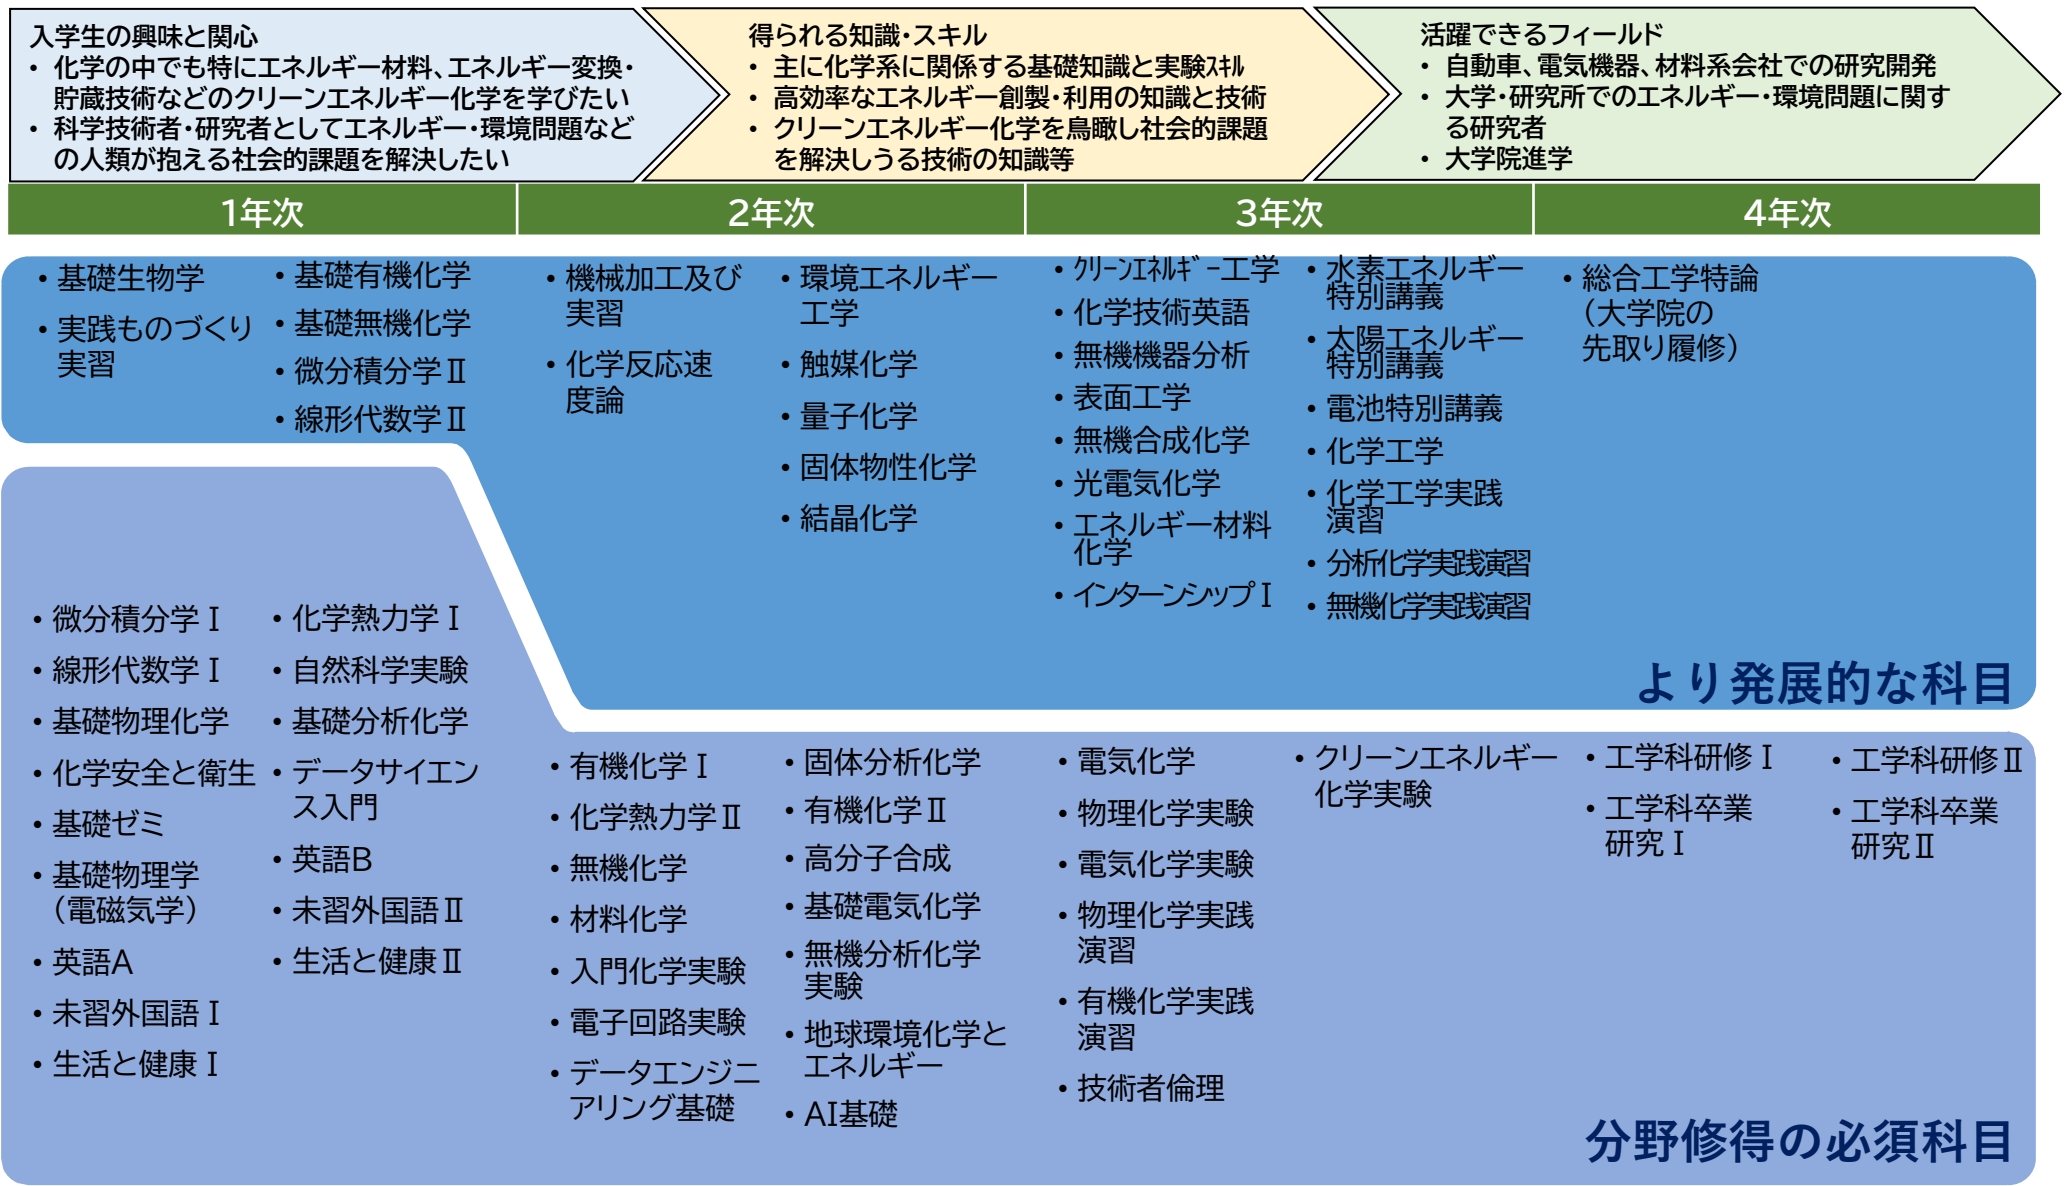 入学生の興味と関心
• 化学の中でも特にエネルギー材料、エネルギー変換・
貯蔵技術などのクリーンエネルギー化学を学びたい
• 科学技術者・研究者としてエネルギー・環境問題など
の人類が抱える社会的課題を解決したい
得られる知識・スキル
• 主に化学系に関係する基礎知識と実験ｽｷﾙ
• 高効率なエネルギー創製・利用の知識と技術
• クリーンエネルギー化学を鳥瞰し社会的課題
を解決しうる技術の知識等
活躍できるフィールド
• 自動車、電気機器、材料系会社での研究開発
• 大学・研究所でのエネルギー・環境問題に関す
る研究者
• 大学院進学
1年次
2年次
3年次
4年次
• 基礎生物学
• 実践ものづくり
実習
• 基礎有機化学
• 基礎無機化学
• 微分積分学Ⅱ
• 線形代数学Ⅱ
• 機械加工及び
実習
• 化学反応速
度論
• 環境エネルギー
工学
• 触媒化学
• 量子化学
• 固体物性化学
• 結晶化学
• ｸﾘｰﾝｴﾈﾙｷﾞｰ工学
• 化学技術英語
• 無機機器分析
• 表面工学
• 無機合成化学
• 光電気化学
• エネルギー材料
化学
• インターンシップⅠ
• 水素エネルギー
特別講義
• 太陽エネルギー
特別講義
• 電池特別講義
• 化学工学
• 化学工学実践
演習
• 分析化学実践演習
• 無機化学実践演習
• 総合工学特論
（大学院の
先取り履修）
より発展的な科目
• 微分積分学Ⅰ
• 線形代数学Ⅰ
• 基礎物理化学
• 化学安全と衛生
• 基礎ゼミ
• 基礎物理学
（電磁気学）
• 英語A
• 未習外国語Ⅰ
• 生活と健康Ⅰ
• 化学熱力学Ⅰ
• 自然科学実験
• 基礎分析化学
• データサイエン
ス入門
• 英語B
• 未習外国語Ⅱ
• 生活と健康Ⅱ
• 有機化学Ⅰ
• 化学熱力学Ⅱ
• 無機化学
• 材料化学
• 入門化学実験
• 電子回路実験
• データエンジニ
アリング基礎
• 固体分析化学
• 有機化学Ⅱ
• 高分子合成
• 基礎電気化学
• 無機分析化学
実験
• 地球環境化学と
エネルギー
• AI基礎
• 電気化学
• 物理化学実験
• 電気化学実験
• 物理化学実践
演習
• 有機化学実践
演習
• 技術者倫理
• クリーンエネルギー
化学実験
• 工学科研修Ⅰ
• 工学科卒業
研究Ⅰ
• 工学科研修Ⅱ
• 工学科卒業
研究Ⅱ
分野修得の必須科目